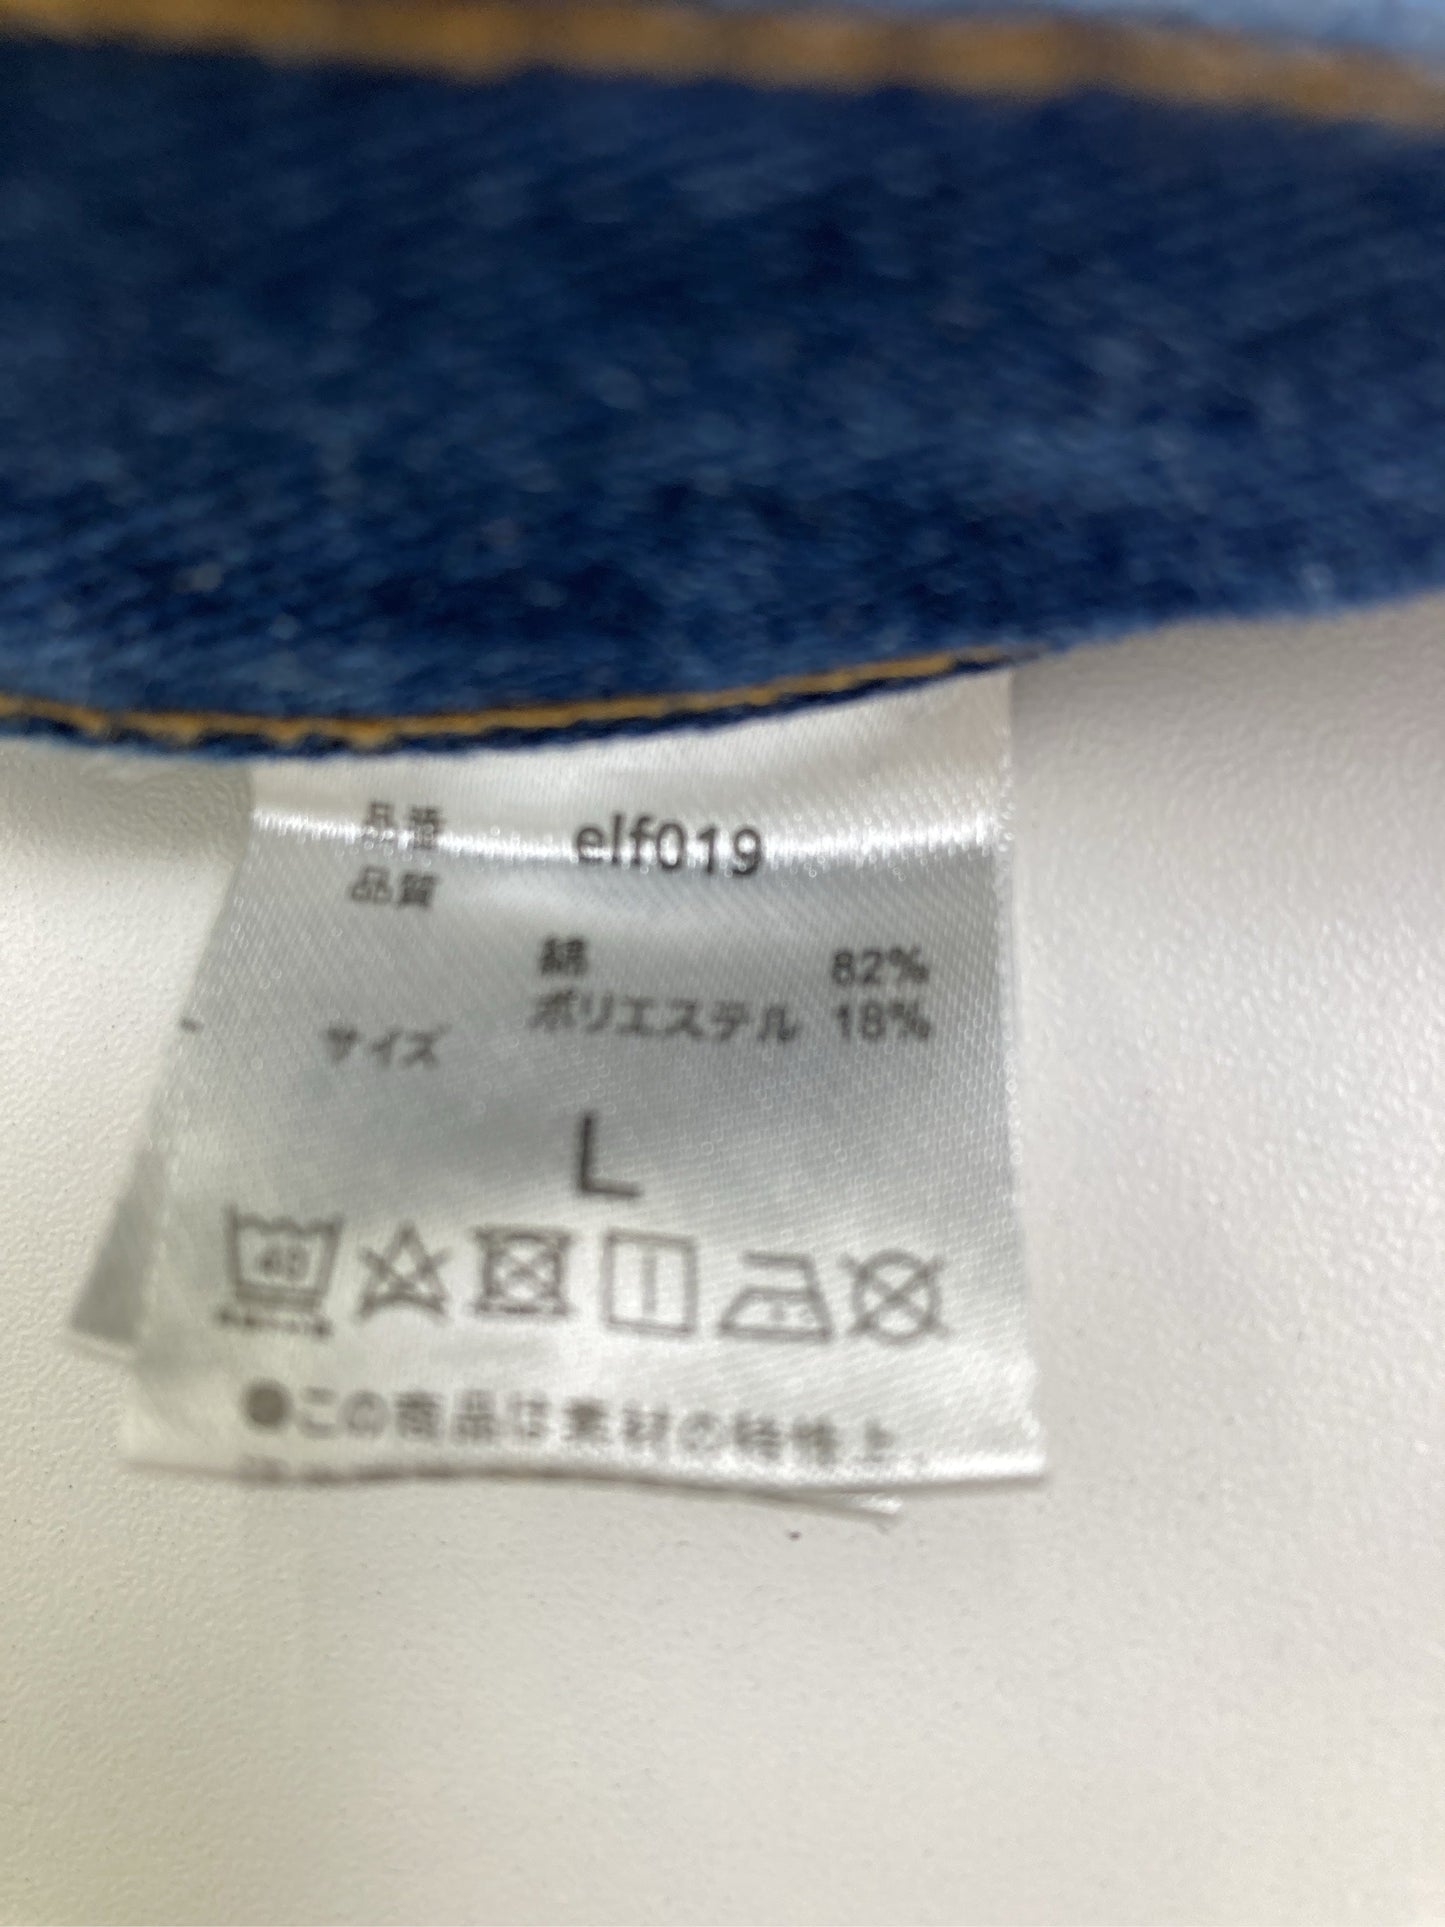 品番 elf019
品質
綿 82%
ポリエステル 18%
サイズ
L
40
●この商品は素材の特性上、